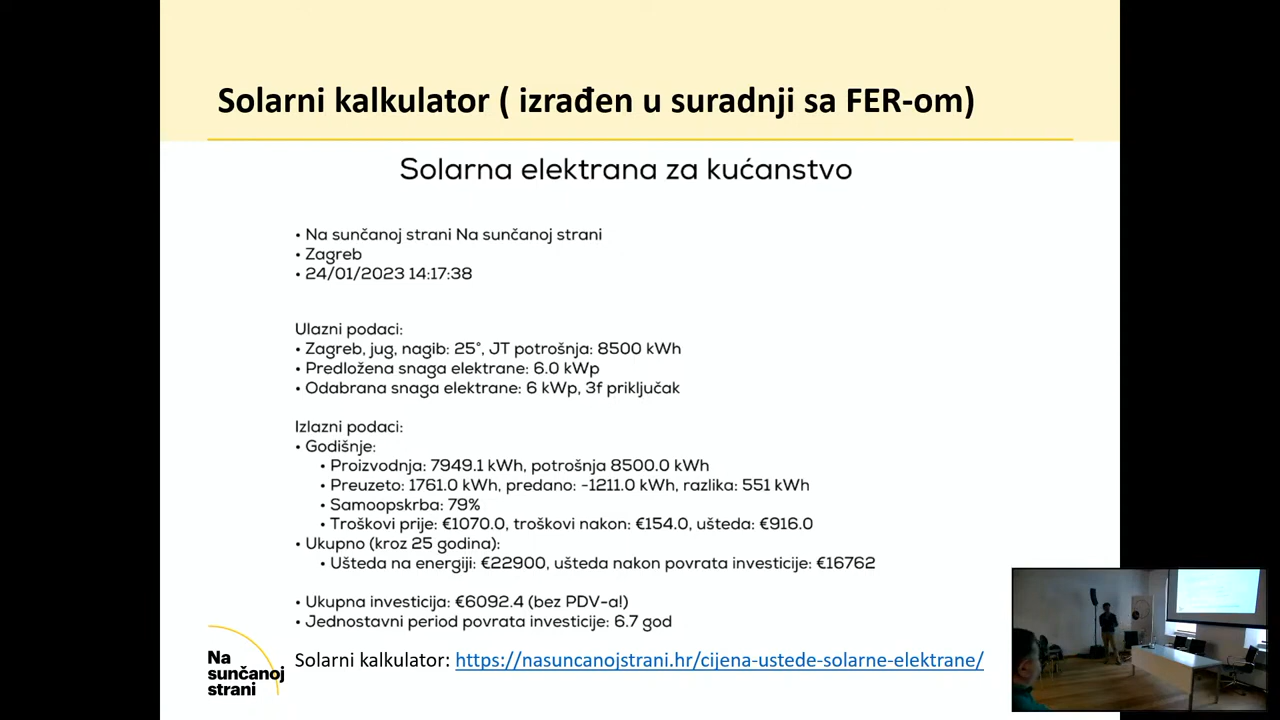 Solarni kalkulator ( izrađen u suradnji sa FER-om)
Solarna elektrana za kućanstvo
• Na sunčanoj strani Na sunčanoj strani
• Zagreb
• 24/01/2023 14:17:38
Ulazni podaci:
• Zagreb, jug, nagib: 25°, JT potrošnja: 8500 kWh
• Predložena snaga elektrane: 6.0 kWp
• Odabrana snaga elektrane: 6 kWp, 3f priključak
Izlazni podaci:
• Godišnje:
• Proizvodnja: 7949.1 kWh, potrošnja 8500.0 kWh
• Preuzeto: 1761.0 kWh, predano: -1211.0 kWh, razlika: 551 kWh
• Samoopskrba: 79%
• Troškovi prije: €1070.0, troškovi nakon: €154.0, ušteda: €916.0
• Ukupno (kroz 25 godina):
• Ušteda na energiji: €22900, ušteda nakon povrata investicije: €16762
• Ukupna investicija: €6092.4 (bez PDV-a!)
• Jednostavni period povrata investicije: 6.7 god
Solarni kalkulator: https://nasuncanojstrani.hr/cijena-ustede-solarne-elektrane/
Na
sunčanoj
strani